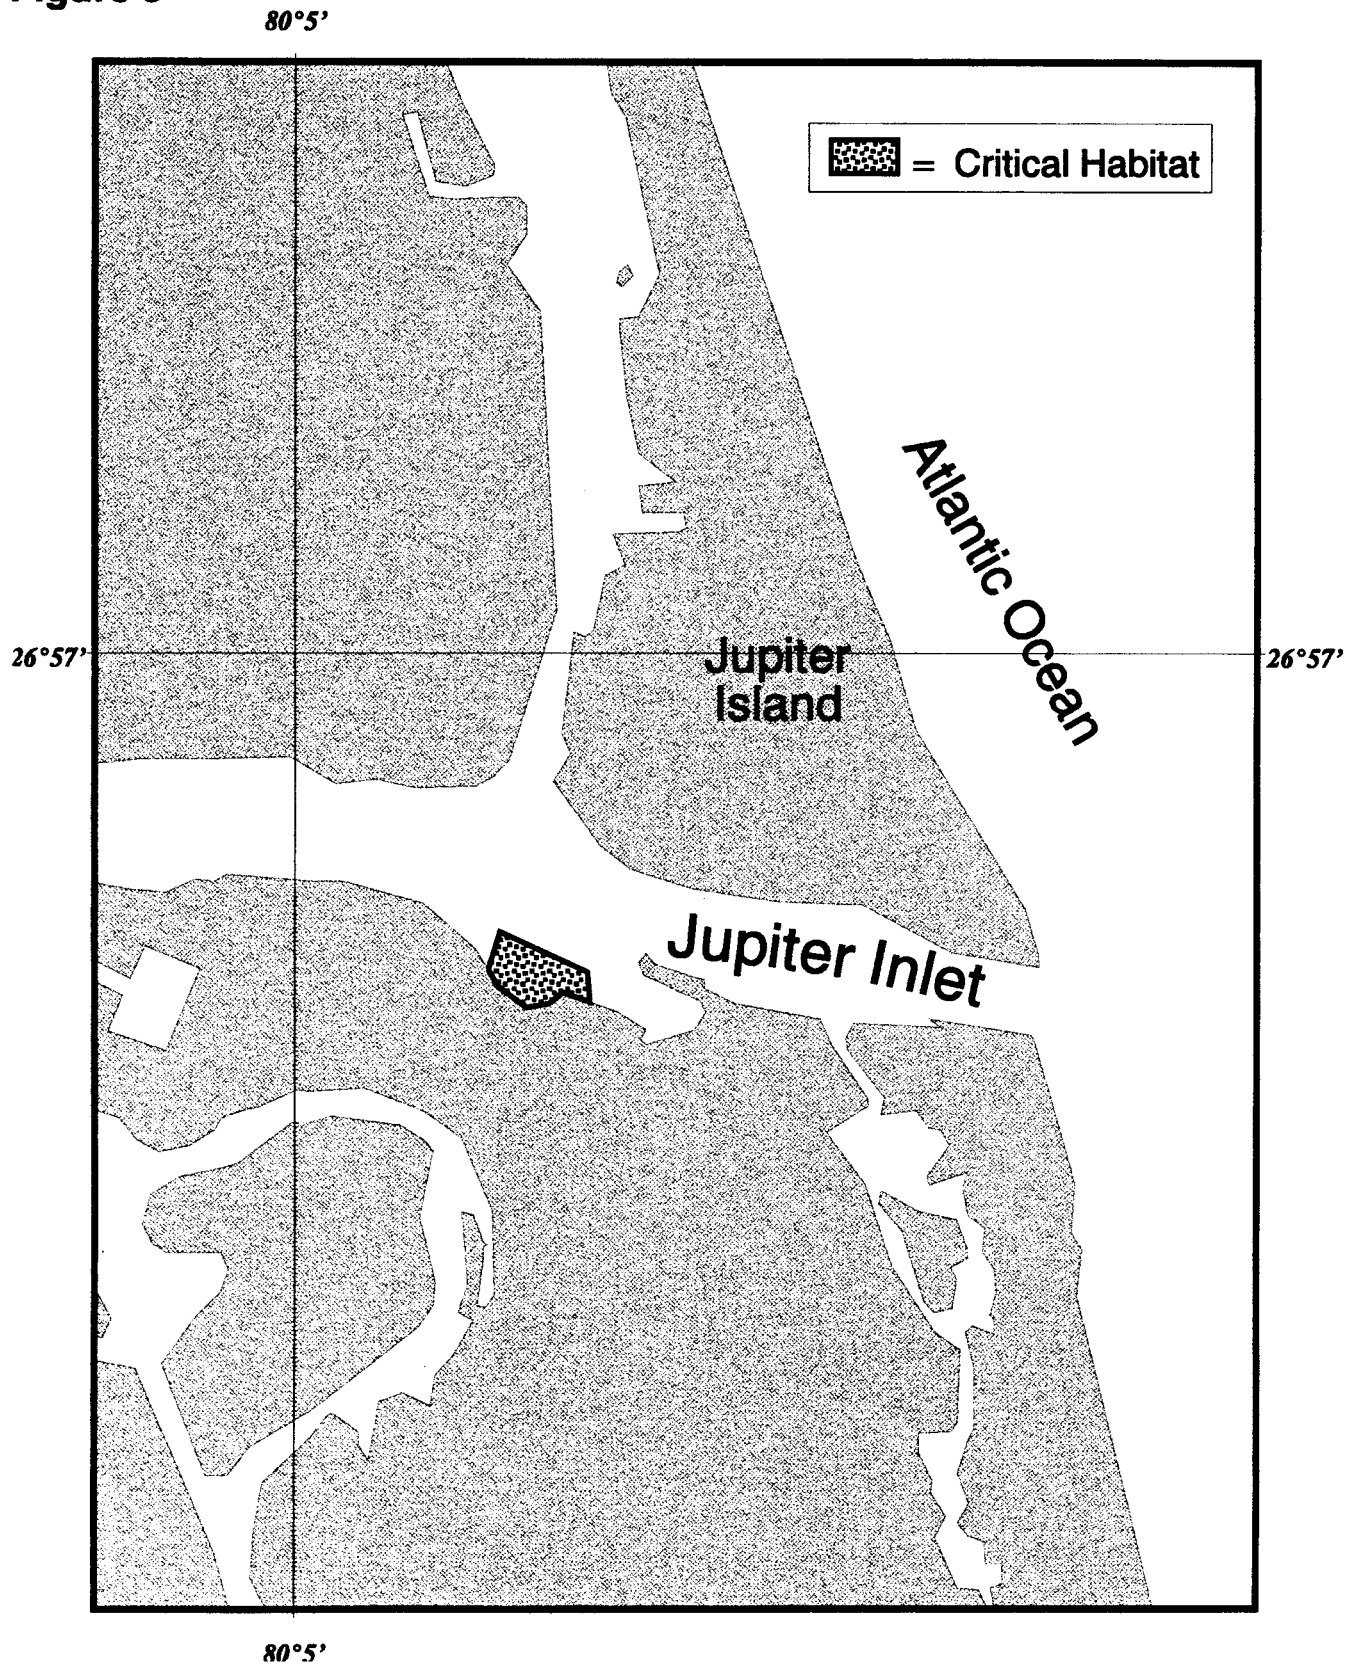 80°5'
= Critical Habitat
Atlantic Ocean
26°57'
26°57'
Jupiter
Island
Jupiter Inlet
80°5'